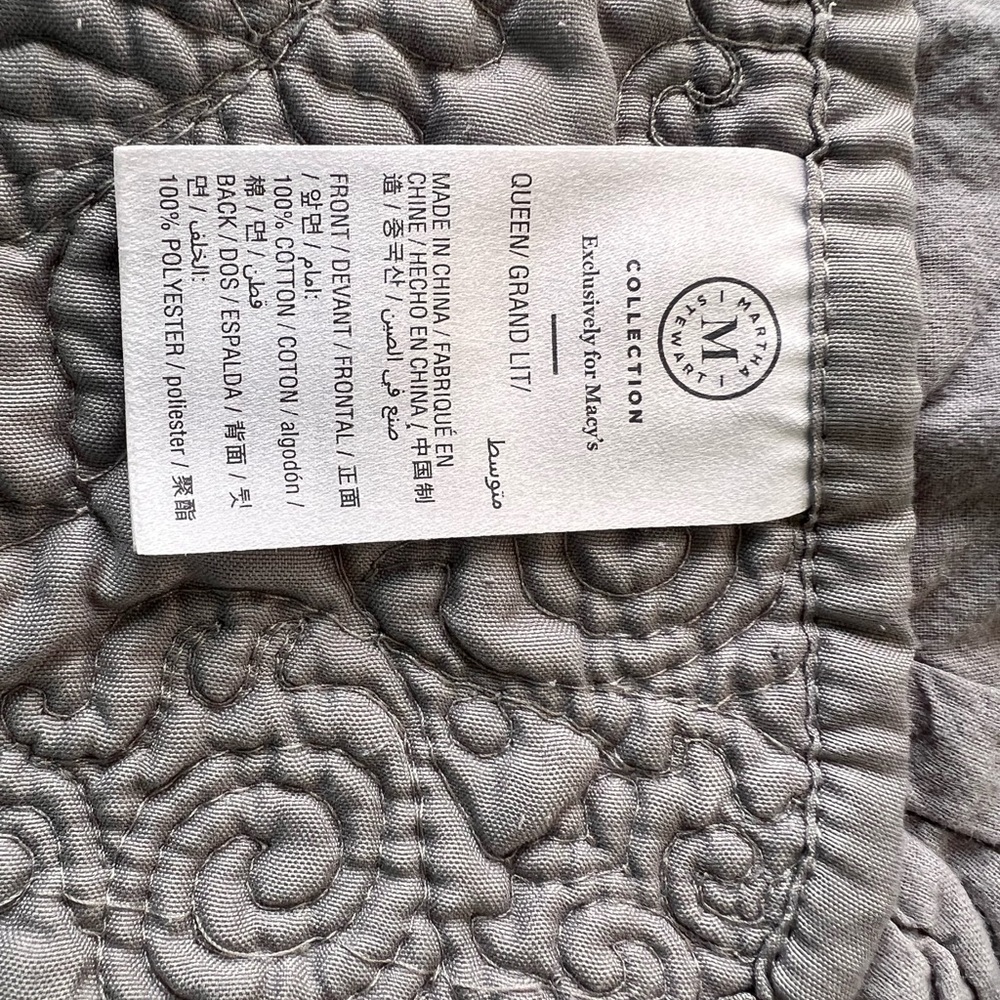 MARTHA
M
STEWART
COLLECTION
Exclusively for Macy's
QUEEN/ GRAND LIT/
متوسط
MADE IN CHINA / FABRIQUÉ EN
CHINE / HECHO EN CHINA / 中国制
造 / 중국산 / صنع في الصين
FRONT / DEVANT / FRONTAL / 正面
/ 앞면 / أمام:
100% COTTON / COTON / algodón /
棉 / 면 / قطن
BACK / DOS / ESPALDA / 背面 / 뒷
면 / الخلف:
100% POLYESTER / poliester / 聚酯